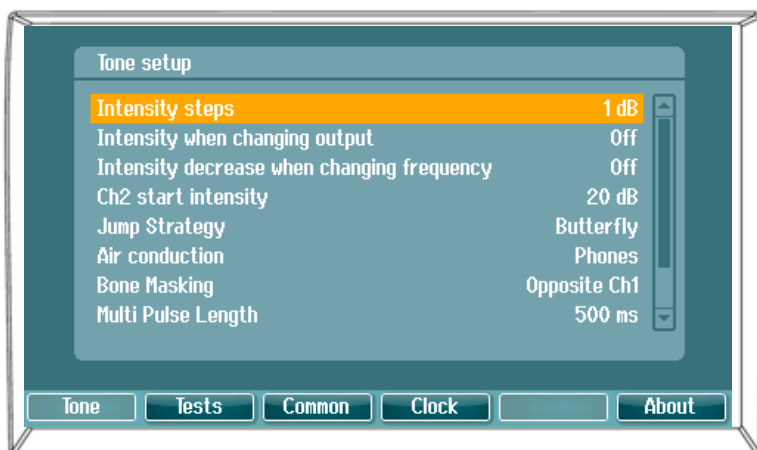 Tone setup
Intensity steps 1 dB
Intensity when changing output Off
Intensity decrease when changing frequency Off
Ch2 start intensity 20 dB
Jump Strategy Butterfly
Air conduction Phones
Bone Masking Opposite Ch1
Multi Pulse Length 500 ms
Tone Tests Common Clock About